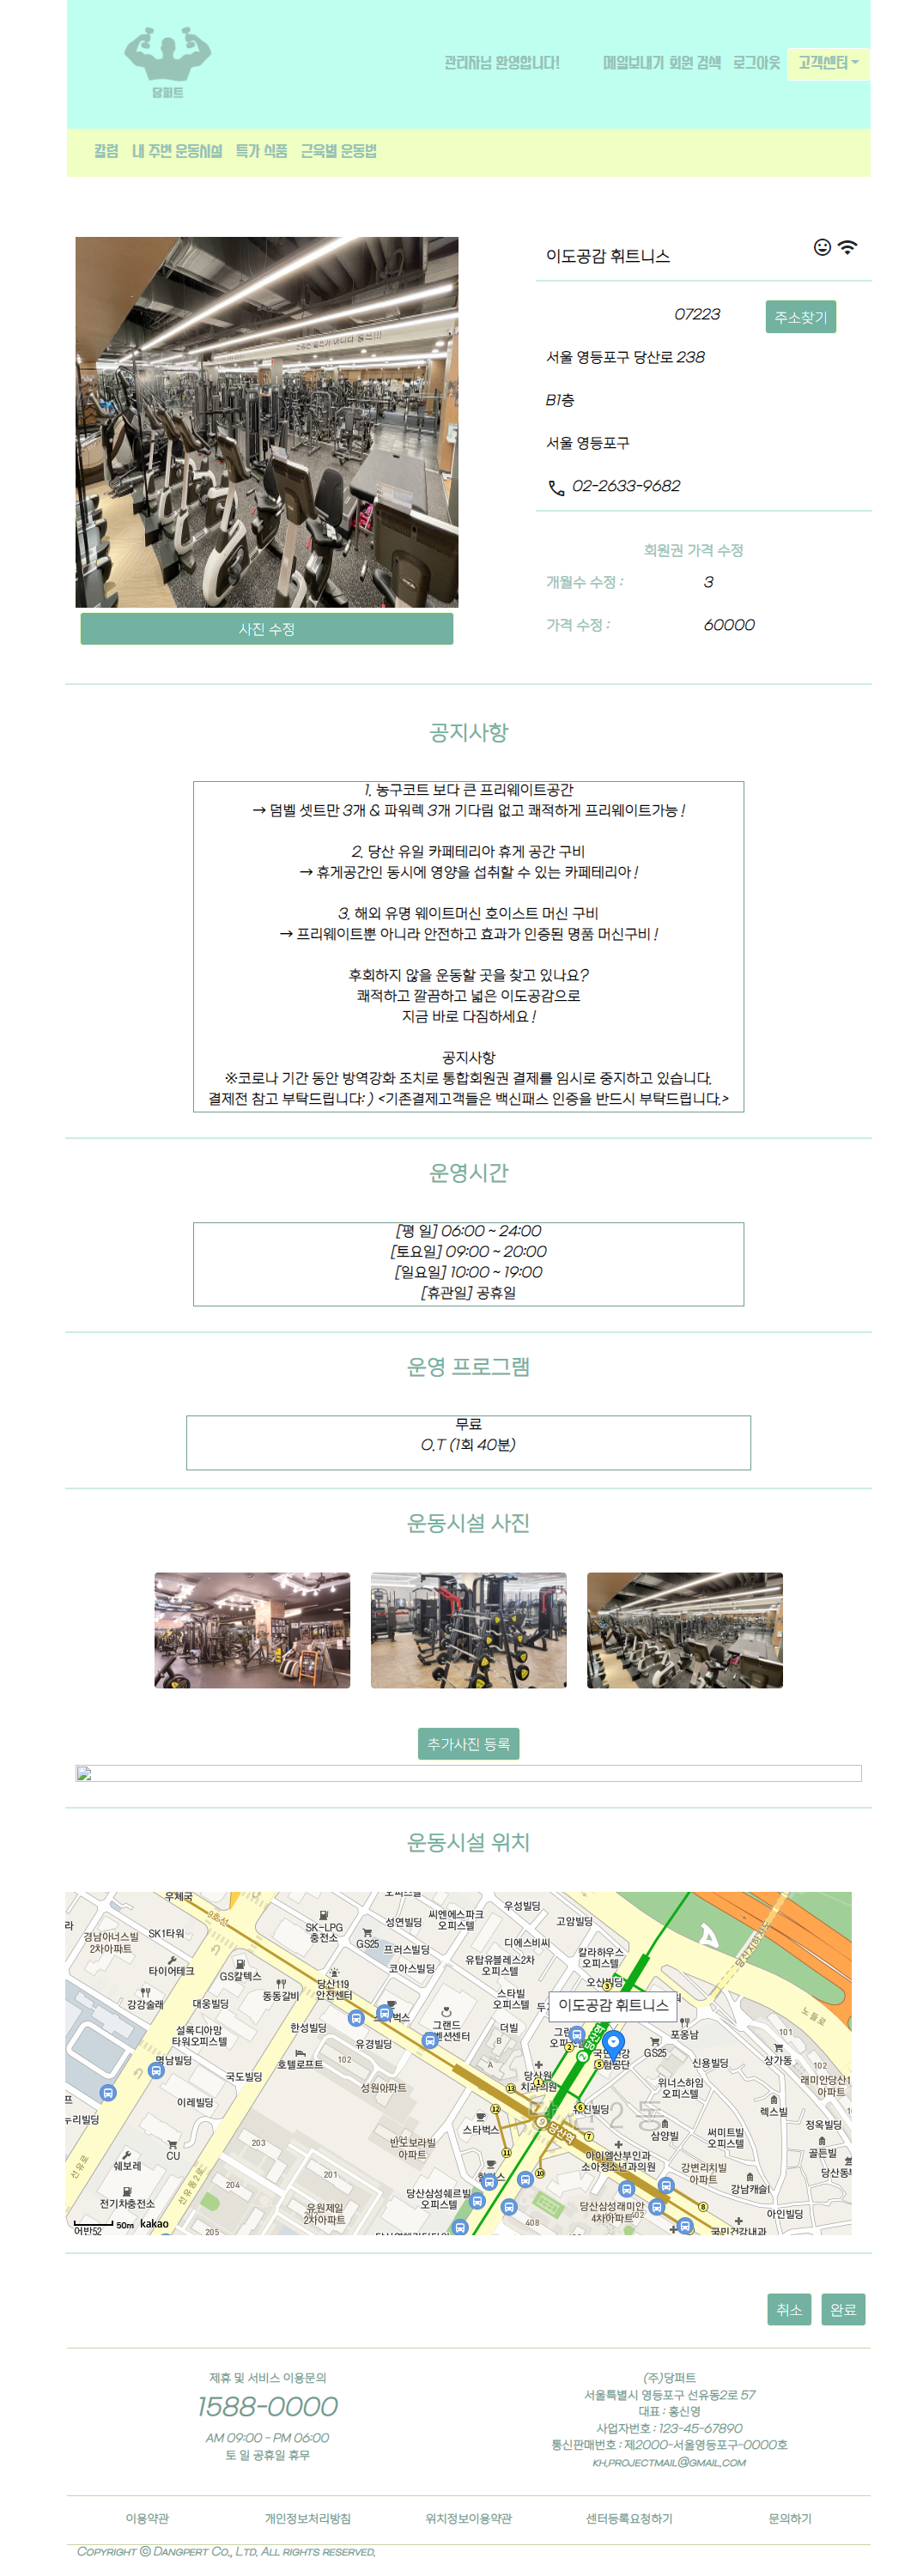 당퍼트
관리자님 환영합니다! 메일보내기 회원 검색 로그아웃 고객센터
칼럼 내 주변 운동시설 특가 식품 근육별 운동법
이도공감 휘트니스
07223 주소찾기
서울 영등포구 당산로 238
B1층
서울 영등포구
02-2633-9682
회원권 가격 수정
개월수 수정 : 3
가격 수정 : 60000
사진 수정
공지사항
1. 농구코트 보다 큰 프리웨이트공간
→ 덤벨 셋트만 3개 & 파워렉 3개 기다림 없고 쾌적하게 프리웨이트가능!
2. 당산 유일 카페테리아 휴게 공간 구비
→ 휴게공간인 동시에 영양을 섭취할 수 있는 카페테리아!
3. 해외 유명 웨이트머신 호이스트 머신 구비
→ 프리웨이트뿐 아니라 안전하고 효과가 인증된 명품 머신구비!
후회하지 않을 운동할 곳을 찾고 있나요?
쾌적하고 깔끔하고 넓은 이도공감으로
지금 바로 다짐하세요!
공지사항
※코로나 기간 동안 방역강화 조치로 통합회원권 결제를 임시로 중지하고 있습니다.
결제전 참고 부탁드립니다: ) <기존결제고객들은 백신패스 인증을 반드시 부탁드립니다.>
운영시간
[평 일] 06:00 ~ 24:00
[토요일] 09:00 ~ 20:00
[일요일] 10:00 ~ 19:00
[휴관일] 공휴일
운영 프로그램
무료
O.T (1회 40분)
운동시설 사진
추가사진 등록
운동시설 위치
우체국
9호선
경남아너스빌
2차아파트
SK1타워
SK-LPG
충전소
GS25
성연빌딩
씨엔에스파크
오피스텔
우성빌딩
고암빌딩
프러스빌딩
디에스비씨
칼라하우스
오피스텔
타이어테크
GS칼텍스
코아스빌딩
유탑유블레스2차
오피스텔
오산빌딩
강강술래
대웅빌딩
동동갈비
당산119
안전센터
스타빌
오피스텔
이도공감 휘트니스
설록디아망
타워오피스텔
한성빌딩
유경빌딩
더빌
GS25
포옹남
노들로
명남빌딩
호텔로프트
102
국도빌딩
성원아파트
신용빌딩
101
상가동
102
래미안당산1
아파트
위너스하임
오피스텔
이레빌딩
렉스빌
정옥빌딩
스타벅스
당산역
삼양빌
써미트빌
오피스텔
골든빌
203
CU
쉐보레
선유로
선유동2로
204
201
아이엘산부인과
소아청소년과의원
강변리치빌
아파트
강남캐슬
전기차충전소
유원제일
2차아파트
당산삼성쉐르빌
오피스텔
당산삼성래미안
4차아파트
402
아인빌딩
205
202
408
국민건강내과
50m kakao
취소 완료
제휴 및 서비스 이용문의
1588-0000
AM 09:00 - PM 06:00
토 일 공휴일 휴무
(주)당퍼트
서울특별시 영등포구 선유동2로 57
대표 : 홍신영
사업자번호 : 123-45-67890
통신판매번호 : 제2000-서울영등포구-0000호
kh.projectmail@gmail.com
이용약관 개인정보처리방침 위치정보이용약관 센터등록요청하기 문의하기
Copyright ⓒ Dangpert Co., Ltd. All rights reserved.